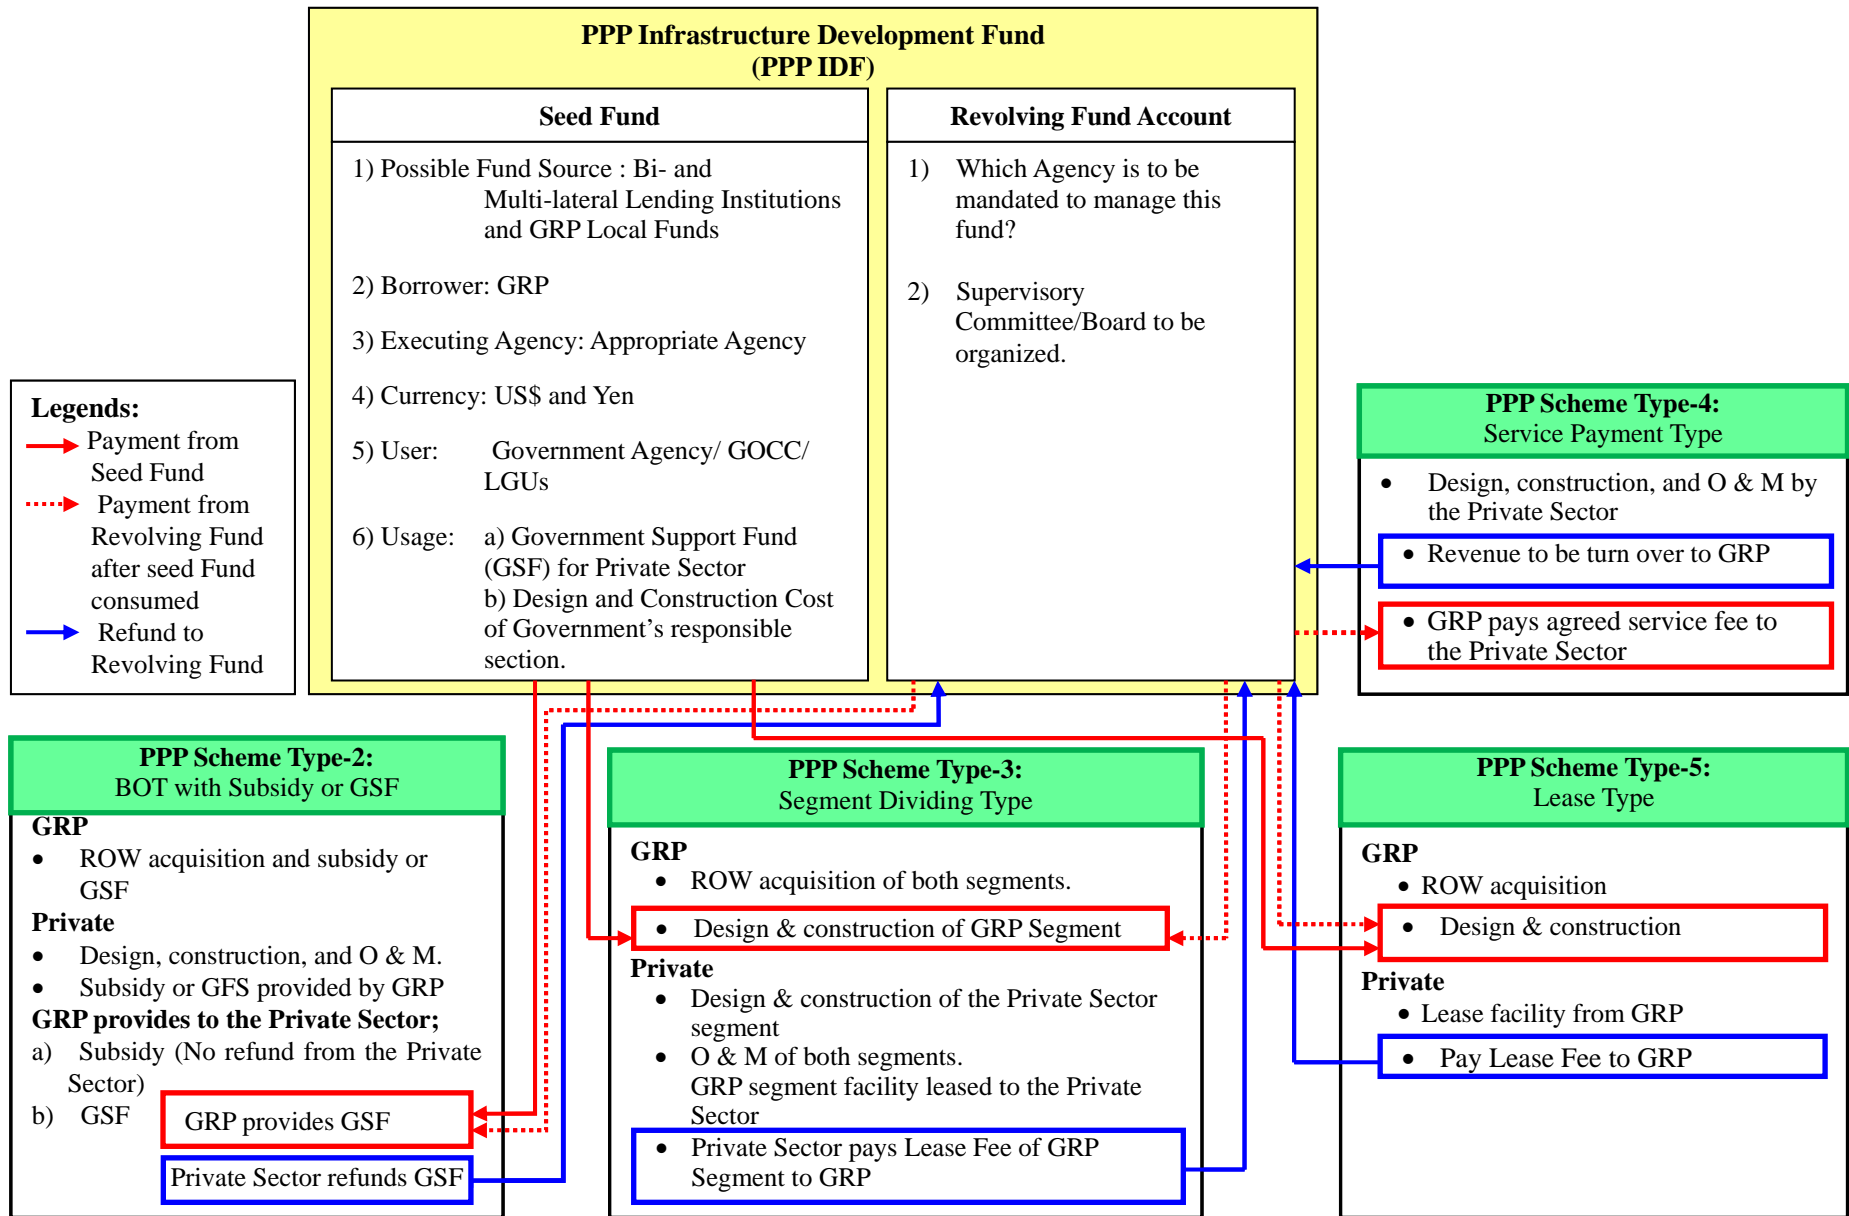 PPP Infrastructure Development Fund
(PPP IDF)
Seed Fund
1) Possible Fund Source : Bi- and
Multi-lateral Lending Institutions
and GRP Local Funds
2) Borrower: GRP
3) Executing Agency: Appropriate Agency
4) Currency: US$ and Yen
5) User: Government Agency/ GOCC/
LGUs
6) Usage: a) Government Support Fund
(GSF) for Private Sector
b) Design and Construction Cost
of Government’s responsible
section.
Revolving Fund Account
1) Which Agency is to be
mandated to manage this
fund?
2) Supervisory
Committee/Board to be
organized.
Legends:
Payment from
Seed Fund
Payment from
Revolving Fund
after seed Fund
consumed
Refund to
Revolving Fund
PPP Scheme Type-4:
Service Payment Type
• Design, construction, and O & M by
the Private Sector
• Revenue to be turn over to GRP
• GRP pays agreed service fee to
the Private Sector
PPP Scheme Type-2:
BOT with Subsidy or GSF
GRP
• ROW acquisition and subsidy or
GSF
Private
• Design, construction, and O & M.
• Subsidy or GFS provided by GRP
GRP provides to the Private Sector;
a) Subsidy (No refund from the Private
Sector)
b) GSF
GRP provides GSF
Private Sector refunds GSF
PPP Scheme Type-3:
Segment Dividing Type
GRP
• ROW acquisition of both segments.
• Design & construction of GRP Segment
Private
• Design & construction of the Private Sector
segment
• O & M of both segments.
GRP segment facility leased to the Private
Sector
• Private Sector pays Lease Fee of GRP
Segment to GRP
PPP Scheme Type-5:
Lease Type
GRP
• ROW acquisition
• Design & construction
Private
• Lease facility from GRP
• Pay Lease Fee to GRP